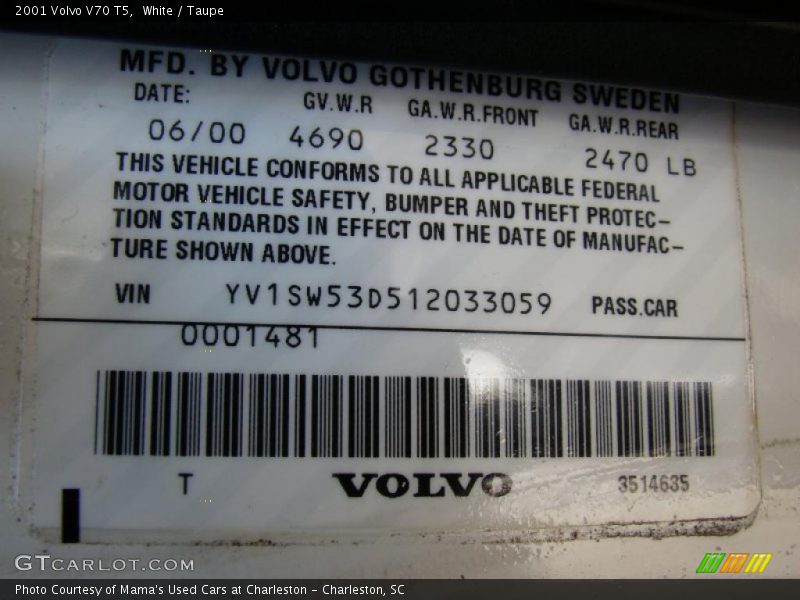 2001 Volvo V70 T5, White / Taupe
MFD. BY VOLVO GOTHENBURG SWEDEN
DATE: GV.W.R GA.W.R.FRONT GA.W.R.REAR
06/00 4690 2330 2470 LB
THIS VEHICLE CONFORMS TO ALL APPLICABLE FEDERAL
MOTOR VEHICLE SAFETY, BUMPER AND THEFT PROTEC-
TION STANDARDS IN EFFECT ON THE DATE OF MANUFAC-
TURE SHOWN ABOVE.
VIN YV1SW53D512033059 PASS.CAR
0001481
T VOLVO 3514635
GTCARLOT.COM
Photo Courtesy of Mama's Used Cars at Charleston - Charleston, SC